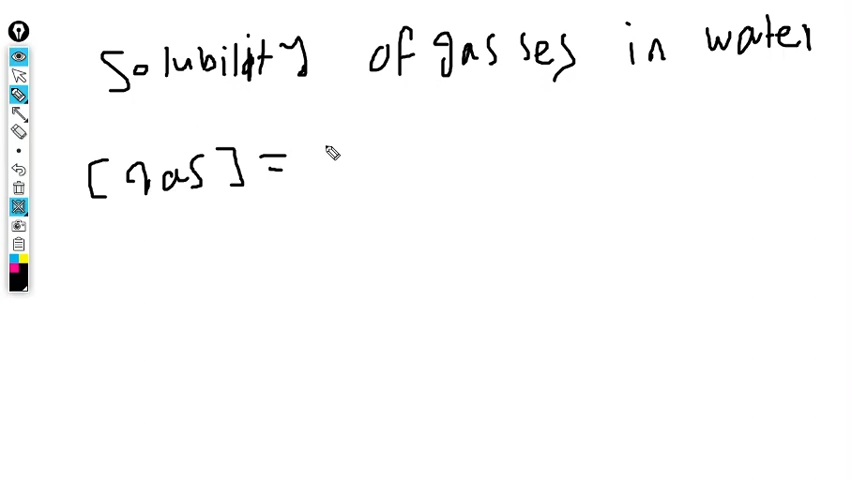 Solubility of gasses in water
[gas] =